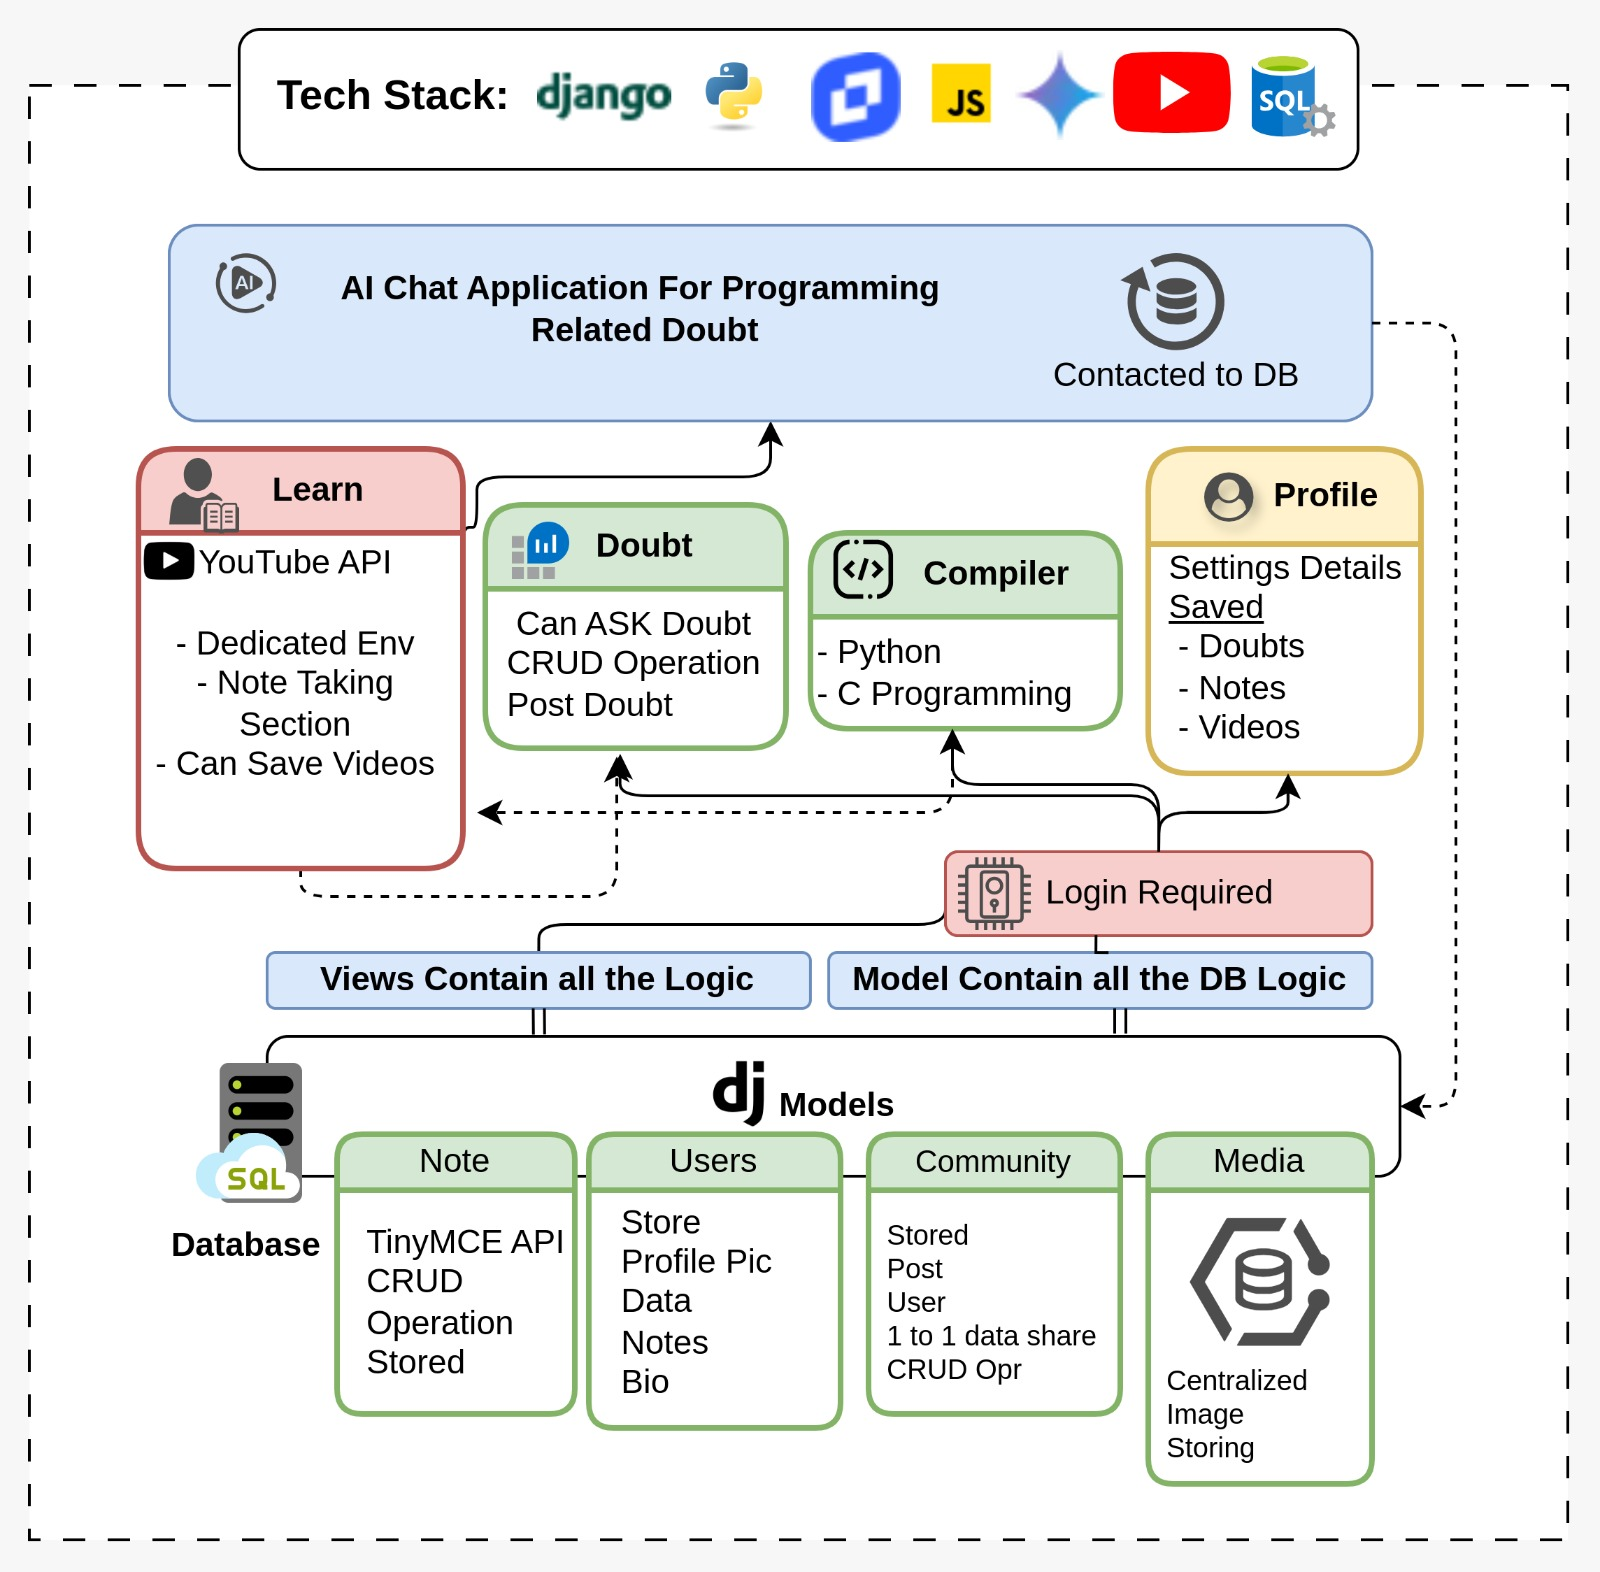 Tech Stack:
django
JS
SQL
AI
AI Chat Application For Programming
Related Doubt
Contacted to DB
Learn
YouTube API
- Dedicated Env
- Note Taking
Section
- Can Save Videos
Doubt
Can ASK Doubt
CRUD Operation
Post Doubt
Compiler
- Python
- C Programming
Profile
Settings Details
Saved
- Doubts
- Notes
- Videos
Login Required
Views Contain all the Logic
Model Contain all the DB Logic
dj Models
SQL
Database
Note
TinyMCE API
CRUD
Operation
Stored
Users
Store
Profile Pic
Data
Notes
Bio
Community
Stored
Post
User
1 to 1 data share
CRUD Opr
Media
Centralized
Image
Storing